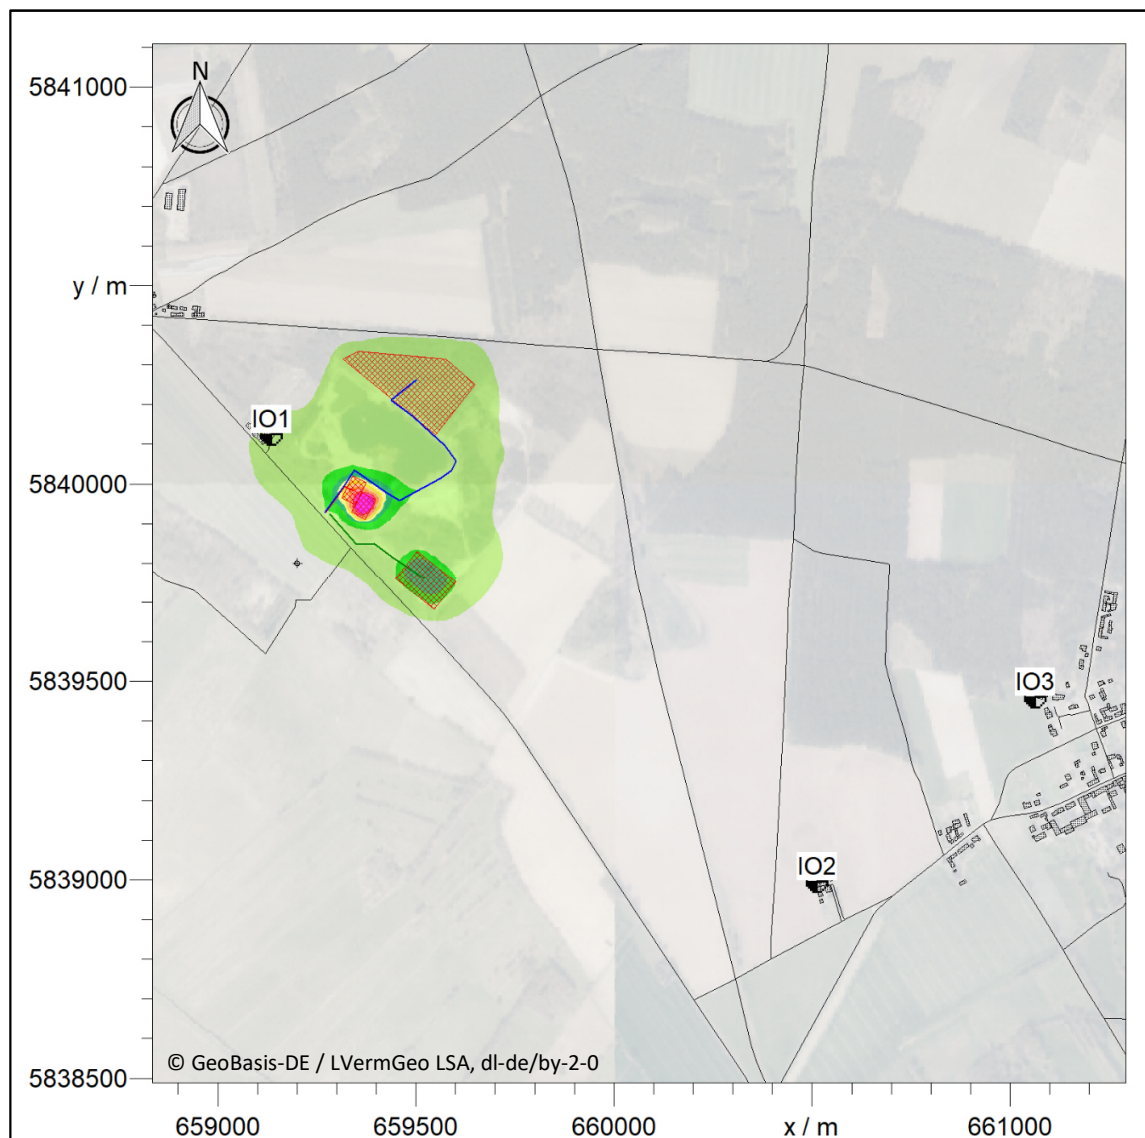 N
5841000
y / m
IO1
5840000
5839500
IO3
IO2
5839000
© GeoBasis-DE / LVermGeo LSA, dl-de/by-2-0
5838500
659000 659500 660000 x / m 661000